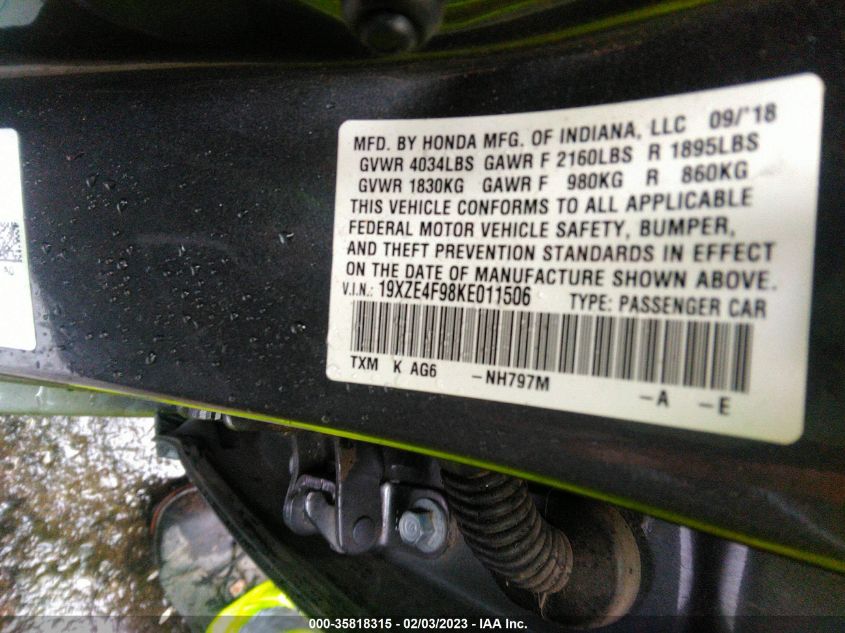 MFD. BY HONDA MFG. OF INDIANA, LLC 09/'18
GVWR 4034LBS GAWR F 2160LBS R 1895LBS
GVWR 1830KG GAWR F 980KG R 860KG
THIS VEHICLE CONFORMS TO ALL APPLICABLE
FEDERAL MOTOR VEHICLE SAFETY, BUMPER,
AND THEFT PREVENTION STANDARDS IN EFFECT
ON THE DATE OF MANUFACTURE SHOWN ABOVE.
V.I.N.: 19XZE4F98KE011506 TYPE: PASSENGER CAR
TXM K AG6 -NH797M -A -E
000-35818315 - 02/03/2023 - IAA Inc.